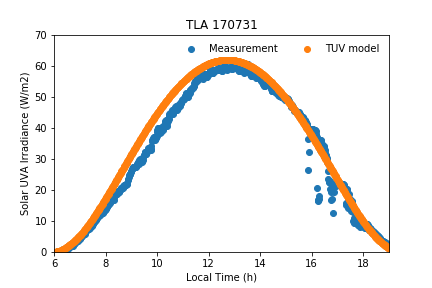 TLA 170731
Measurement TUV model
Solar UVA Irradiance (W/m2)
70
60
50
40
30
20
10
0
6 8 10 12 14 16 18
Local Time (h)